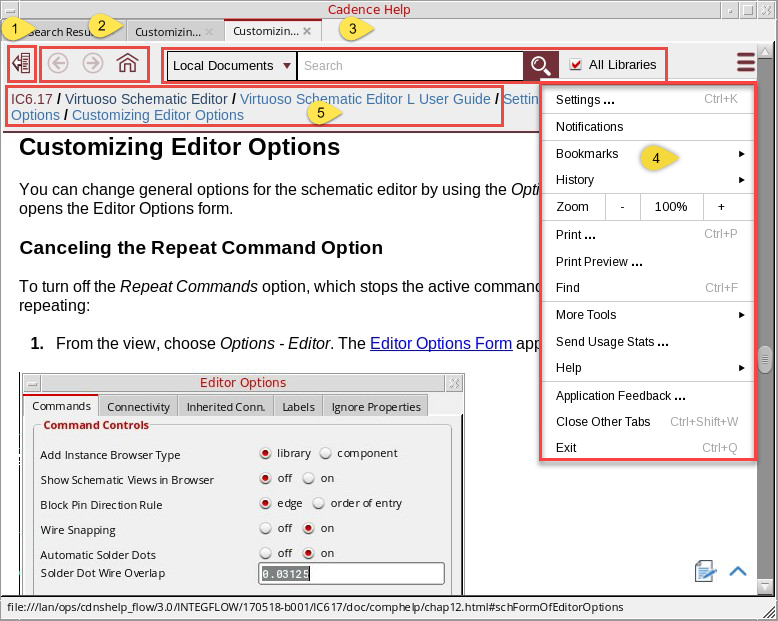 Cadence Help
1
Search Resu
2
Customizing...
Customizin...
3
Local Documents
Search
All Libraries
IC6.17 / Virtuoso Schematic Editor / Virtuoso Schematic Editor L User Guide / Settin
Options / Customizing Editor Options
5
Customizing Editor Options
You can change general options for the schematic editor by using the Opti
opens the Editor Options form.
Canceling the Repeat Command Option
To turn off the Repeat Commands option, which stops the active command
repeating:
1. From the view, choose Options - Editor. The Editor Options Form app
Editor Options
Commands Connectivity Inherited Conn. Labels Ignore Properties
Command Controls
Add Instance Browser Type library component
Show Schematic Views in Browser off on
Block Pin Direction Rule edge order of entry
Wire Snapping off on
Automatic Solder Dots off on
Solder Dot Wire Overlap 0.03125
Settings ... Ctrl+K
Notifications
Bookmarks
4
History
Zoom - 100% +
Print ... Ctrl+P
Print Preview ...
Find Ctrl+F
More Tools
Send Usage Stats ...
Help
Application Feedback ...
Close Other Tabs Ctrl+Shift+W
Exit Ctrl+Q
file:///lan/ops/cdnshelp_flow/3.0/INTEGFLOW/170518-b001/IC617/doc/comphelp/chap12.html#schFormOfEditorOptions